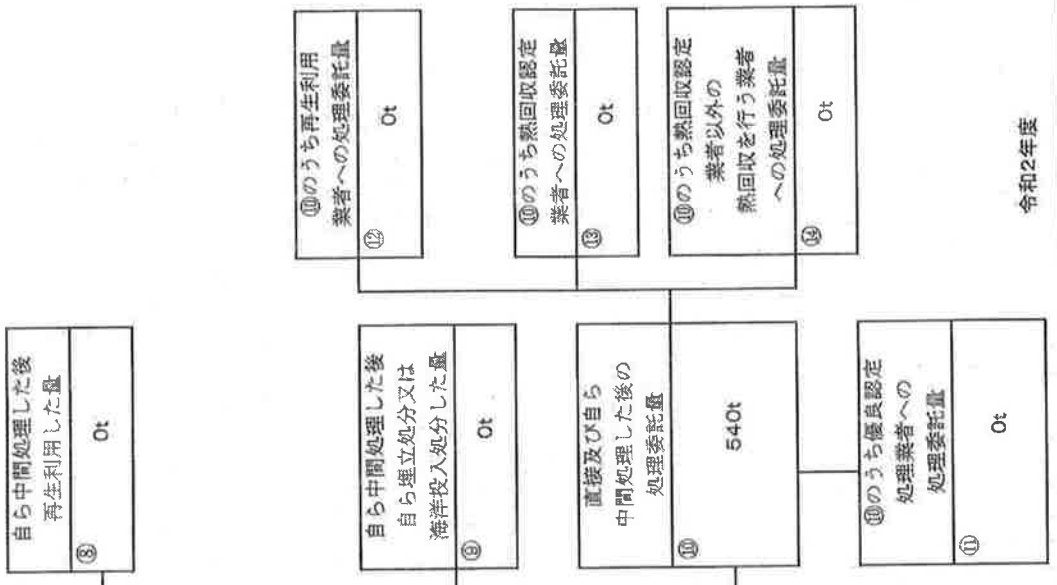 自ら中間処理した後
再生利用した量
⑧
0t
自ら中間処理した後
自ら埋立処分又は
海洋投入処分した量
⑨
0t
直接及び自ら
中間処理した後の
処理委託量
⑩
540t
⑩のうち優良認定
処理業者への
処理委託量
⑪
0t
⑩のうち再生利用
業者への処理委託量
⑫
0t
⑩のうち熱回収認定
業者への処理委託量
⑬
0t
⑩のうち熱回収認定
業者以外の
熱回収を行う業者
への処理委託量
⑭
0t
令和2年度